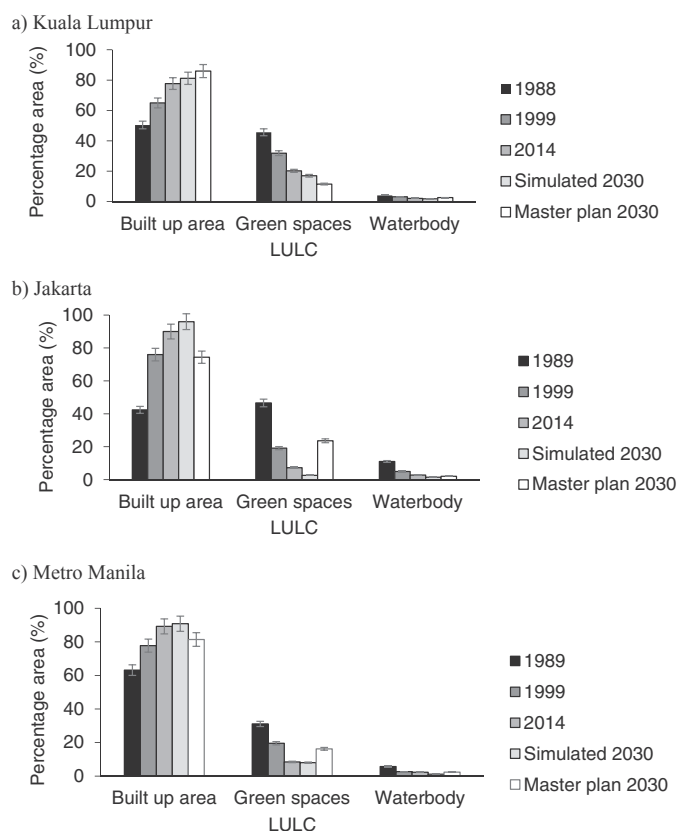 a) Kuala Lumpur
Percentage area (%)
100
80
60
40
20
0
Built up area
Green spaces
Waterbody
LULC
1988
1999
2014
Simulated 2030
Master plan 2030
b) Jakarta
Percentage area (%)
100
80
60
40
20
0
Built up area
Green spaces
Waterbody
LULC
1989
1999
2014
Simulated 2030
Master plan 2030
c) Metro Manila
Percentage area (%)
100
80
60
40
20
0
Built up area
Green spaces
Waterbody
LULC
1989
1999
2014
Simulated 2030
Master plan 2030